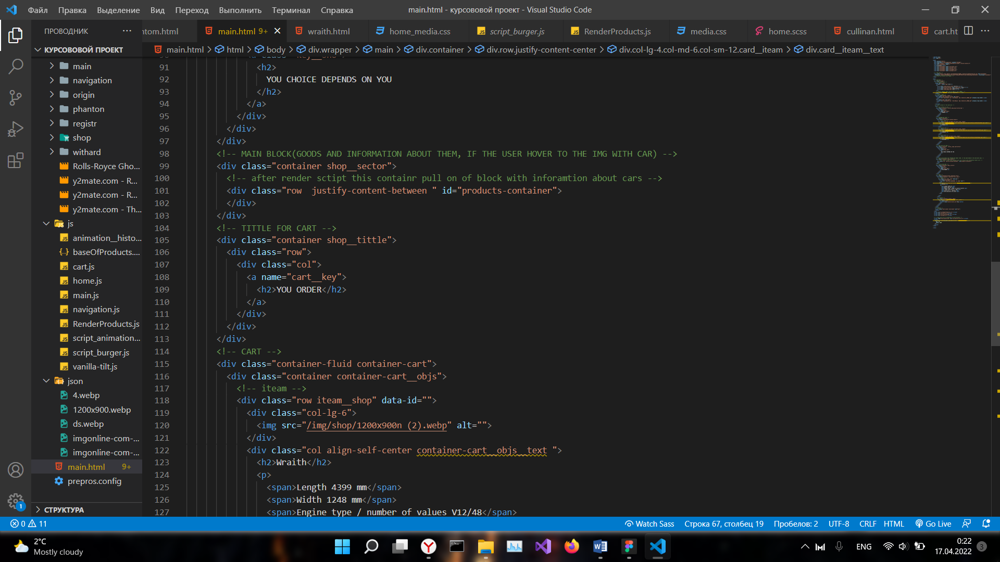 Файл Правка Выделение Вид Переход Выполнить Терминал Справка
main.html - курсововой проект - Visual Studio Code
ПРОВОДНИК ...
ntom.html main.html 9+ wraith.html home_media.css script_burger.js RenderProducts.js media.css home.scss cullinan.html cart.ht
КУРСОВОВОЙ ПРОЕКТ
main.html > html > body > div.wrapper > main > div.container > div.row.justify-content-center > div.col-lg-4.col-md-6.col-sm-12.card__iteam > div.card__iteam__text
main
navigation
origin
phanton
registr
shop
withard
Rolls-Royce Gho...
y2mate.com - R...
y2mate.com - R...
y2mate.com - Th...
js
animation__histo...
baseOfProducts....
cart.js
home.js
main.js
navigation.js
RenderProducts.js
script_animation...
script_burger.js
vanilla-tilt.js
json
4.webp
1200x900.webp
ds.webp
imgonline-com-...
imgonline-com-...
main.html 9+
prepros.config
СТРУКТУРА
91 <h2>
92 YOU CHOICE DEPENDS ON YOU
93 </h2>
94 </a>
95 </div>
96 </div>
97 </div>
98 <!-- MAIN BLOCK(GOODS AND INFORMATION ABOUT THEM, IF THE USER HOVER TO THE IMG WITH CAR) -->
99 <div class="container shop__sector">
100 <!-- after render sctipt this containr pull on of block with inforamtion about cars -->
101 <div class="row  justify-content-between " id="products-container">
102 </div>
103 </div>
104 <!-- TITTLE FOR CART -->
105 <div class="container shop__tittle">
106 <div class="row">
107 <div class="col">
108 <a name="cart__key">
109 <h2>YOU ORDER</h2>
110 </a>
111 </div>
112 </div>
113 </div>
114 <!-- CART -->
115 <div class="container-fluid container-cart">
116 <div class="container container-cart__objs">
117 <!-- iteam -->
118 <div class="row iteam__shop" data-id="">
119 <div class="col-lg-6">
120 <img src="/img/shop/1200x900n (2).webp" alt="">
121 </div>
122 <div class="col align-self-center container-cart__objs__text ">
123 <h2>Wraith</h2>
124 <p>
125 <span>Length 4399 mm</span>
126 <span>Width 1248 mm</span>
127 <span>Engine type / number of values V12/48</span>
1
0 11 Watch Sass Строка 67, столбец 19 Пробелов: 2 UTF-8 CRLF HTML Go Live
2°C
Mostly cloudy
ENG
0:22
17.04.2022
3